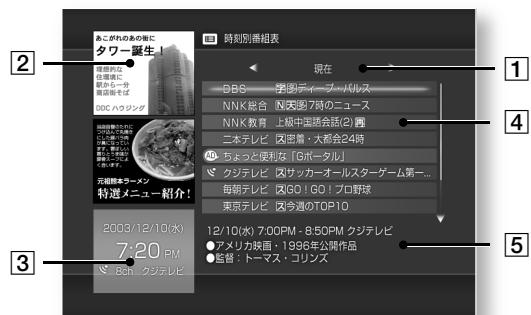 あこがれのあの街に
タワー誕生！
理想的な
住環境に
駅から一分
商店街そば
DDC ハウジング
元祖熊本ラーメン
特選メニュー紹介！
2003/12/10(水)
7:20 PM
8ch クジテレビ
時刻別番組表
現在
DBS 字図ディープ・パルス
NNK総合 N天図7時のニュース
NNK教育 上級中国語会話(2)再
二本テレビ ズ密着・大都会24時
AD. ちょっと便利な「Gポータル」
クジテレビ ズサッカーオールスターゲーム第一...
毎朝テレビ ズGO！GO！プロ野球
東京テレビ ズ今週のTOP10
12/10(水) 7:00PM - 8:50PM クジテレビ
●アメリカ映画・1996年公開作品
●監督：トーマス・コリンズ
1
2
3
4
5